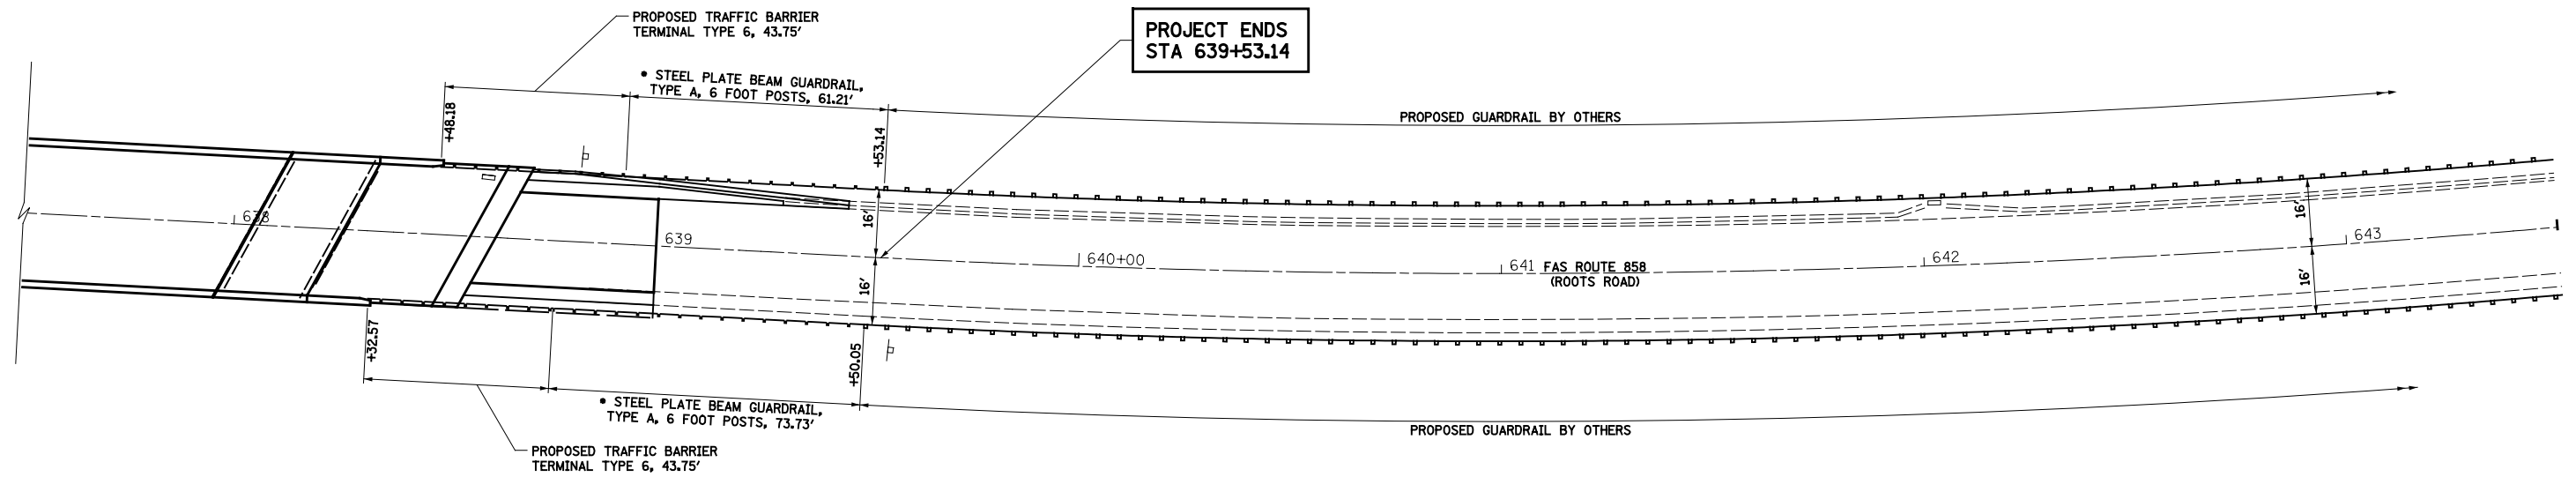 PROPOSED TRAFFIC BARRIER
TERMINAL TYPE 6, 43.75'
PROJECT ENDS
STA 639+53.14
• STEEL PLATE BEAM GUARDRAIL,
TYPE A, 6 FOOT POSTS, 61.21'
+48.18
+53.14
PROPOSED GUARDRAIL BY OTHERS
638
639
640+00
641
642
643
16'
16'
16'
16'
FAS ROUTE 858
(ROOTS ROAD)
+32.57
+50.05
• STEEL PLATE BEAM GUARDRAIL,
TYPE A, 6 FOOT POSTS, 73.73'
PROPOSED GUARDRAIL BY OTHERS
PROPOSED TRAFFIC BARRIER
TERMINAL TYPE 6, 43.75'